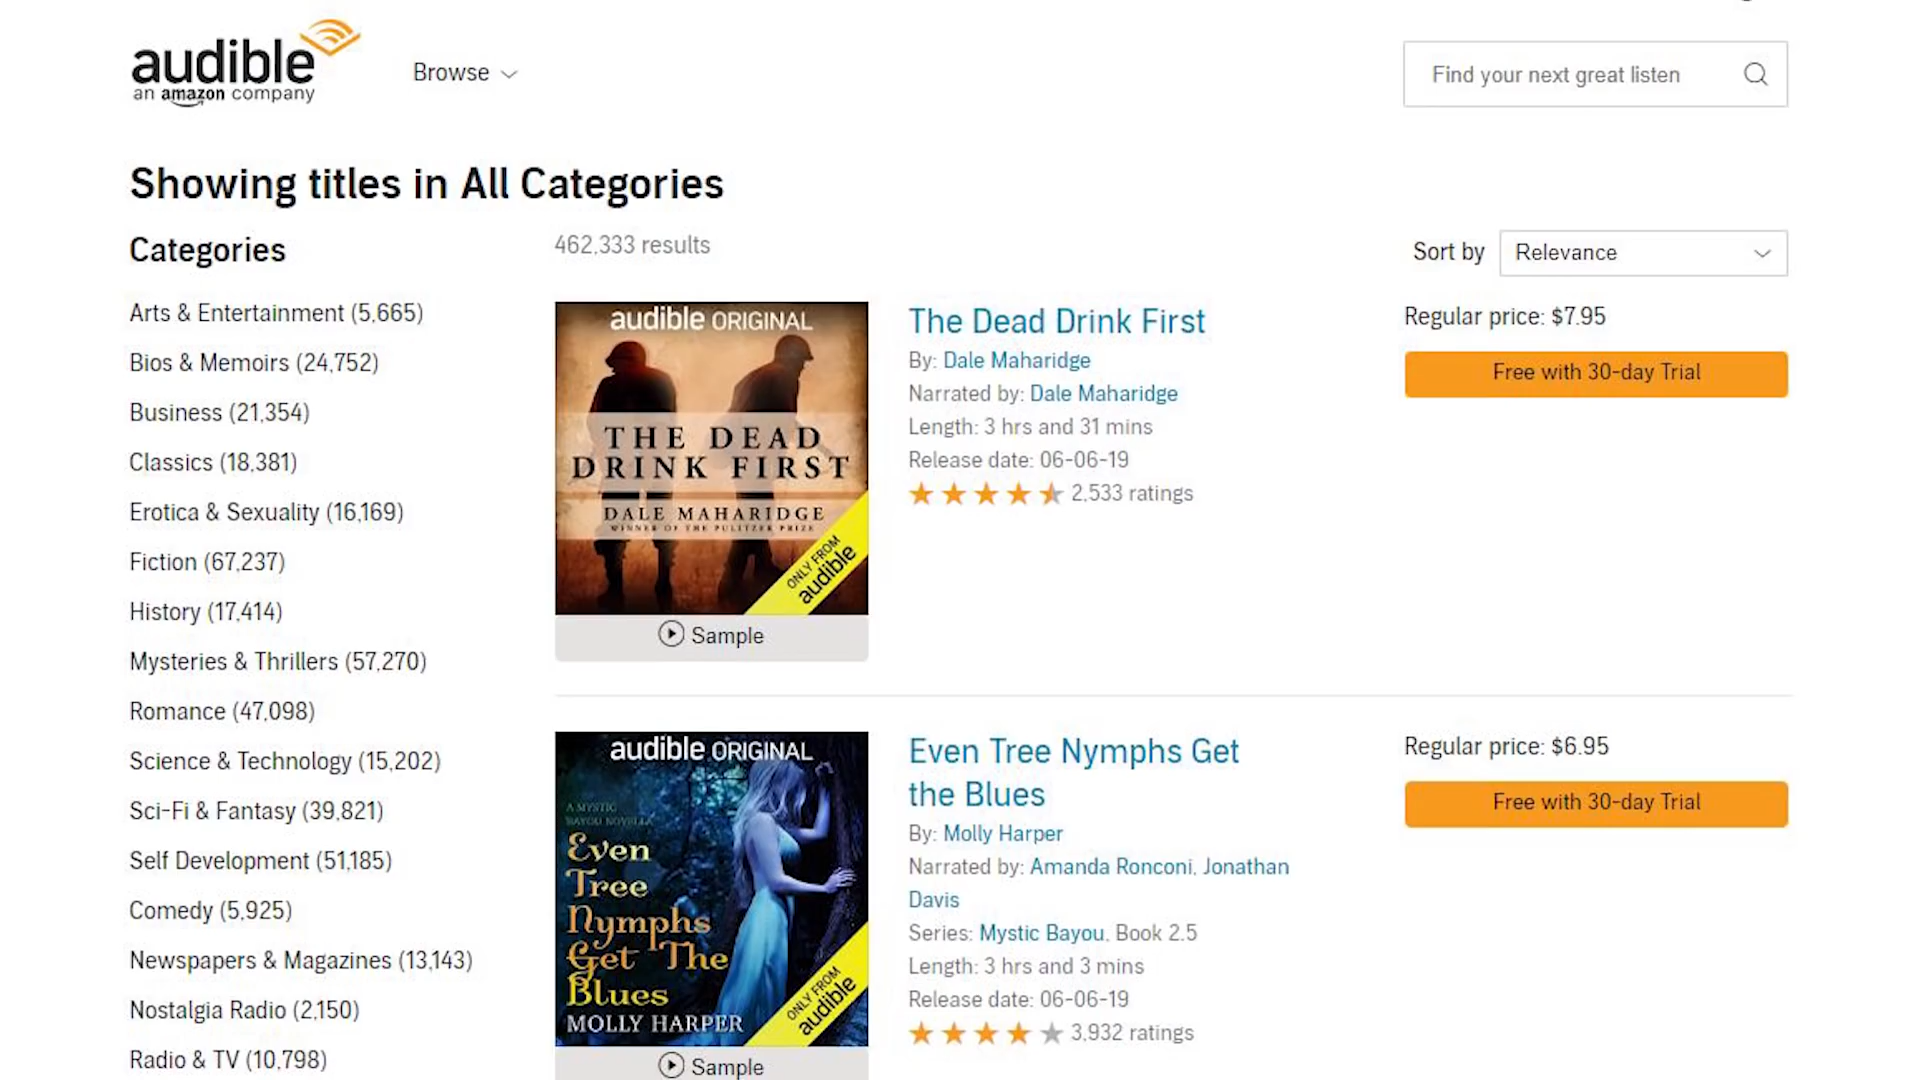 audible
an amazon company
Browse
Find your next great listen
Showing titles in All Categories
Categories
Arts & Entertainment (5,665)
Bios & Memoirs (24,752)
Business (21,354)
Classics (18,381)
Erotica & Sexuality (16,169)
Fiction (67,237)
History (17,414)
Mysteries & Thrillers (57,270)
Romance (47,098)
Science & Technology (15,202)
Sci-Fi & Fantasy (39,821)
Self Development (51,185)
Comedy (5,925)
Newspapers & Magazines (13,143)
Nostalgia Radio (2,150)
Radio & TV (10,798)
462,333 results
Sort by Relevance
audible ORIGINAL
THE DEAD
DRINK FIRST
DALE MAHARIDGE
WINNER OF THE PULITZER PRIZE
ONLY FROM
audible
Sample
The Dead Drink First
By: Dale Maharidge
Narrated by: Dale Maharidge
Length: 3 hrs and 31 mins
Release date: 06-06-19
2,533 ratings
Regular price: $7.95
Free with 30-day Trial
audible ORIGINAL
A MYSTIC
BAYOU NOVELLA
Even
Tree
Nymphs
Get The
Blues
MOLLY HARPER
ONLY FROM
audible
Sample
Even Tree Nymphs Get
the Blues
By: Molly Harper
Narrated by: Amanda Ronconi, Jonathan
Davis
Series: Mystic Bayou, Book 2.5
Length: 3 hrs and 3 mins
Release date: 06-06-19
3,932 ratings
Regular price: $6.95
Free with 30-day Trial